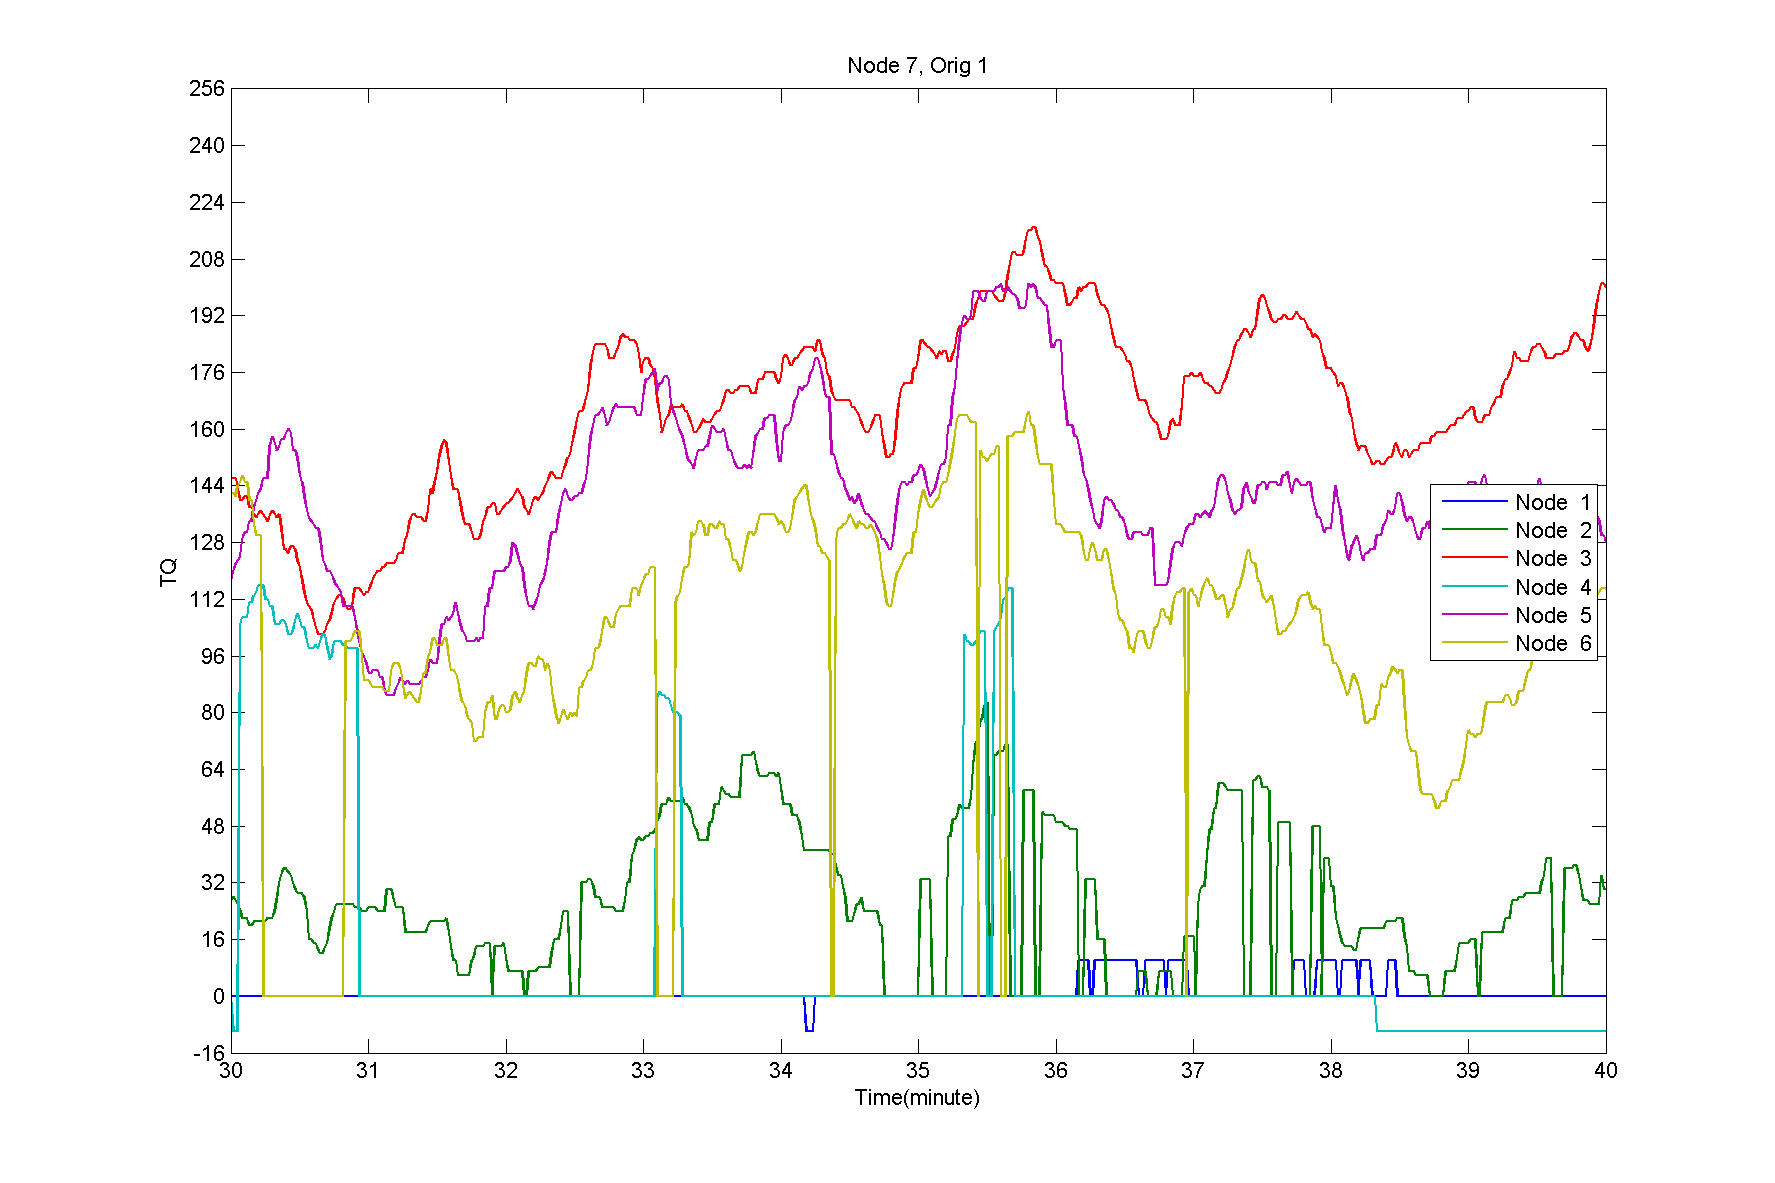 Node 7, Orig 1
256
240
224
208
192
176
160
144
128
112
96
80
64
48
32
16
0
-16
TQ
Node 1
Node 2
Node 3
Node 4
Node 5
Node 6
30 31 32 33 34 35 36 37 38 39 40
Time(minute)